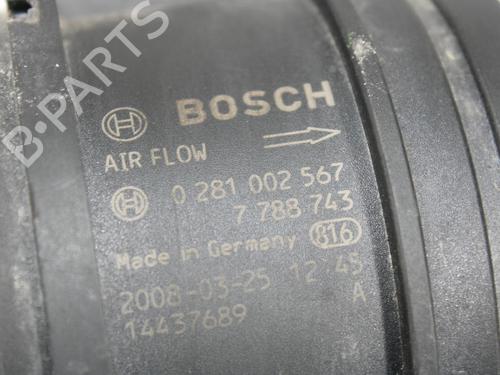 BOSCH
AIR FLOW
0 281 002 567
7 788 743
Made in Germany 816
2008-03-25 12:45
14437689 A
B-PARTS